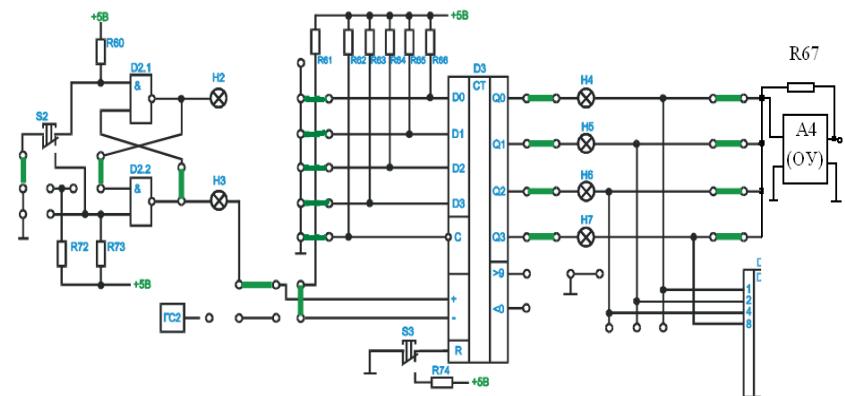 +5В
+5В
R60
R61
R62
R63
R64
R65
R66
R67
D2.1
&
H2
D3
СТ
D0
Q0
H4
S2
D1
Q1
H5
А4
(ОУ)
D2.2
&
H3
D2
Q2
H6
D3
Q3
H7
C
R72
R73
+5В
>9
+
<0
1
2
4
8
ГС2
-
S3
R
R74
+5В